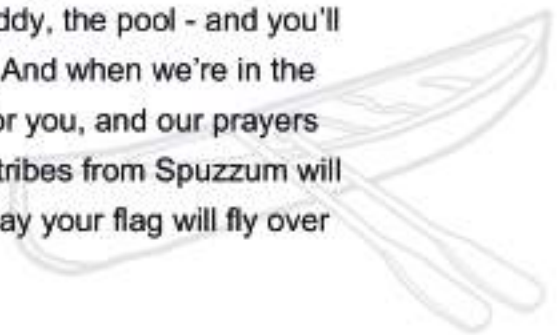 ddy, the pool - and you'll
And when we're in the
or you, and our prayers
tribes from Spuzzum will
ay your flag will fly over